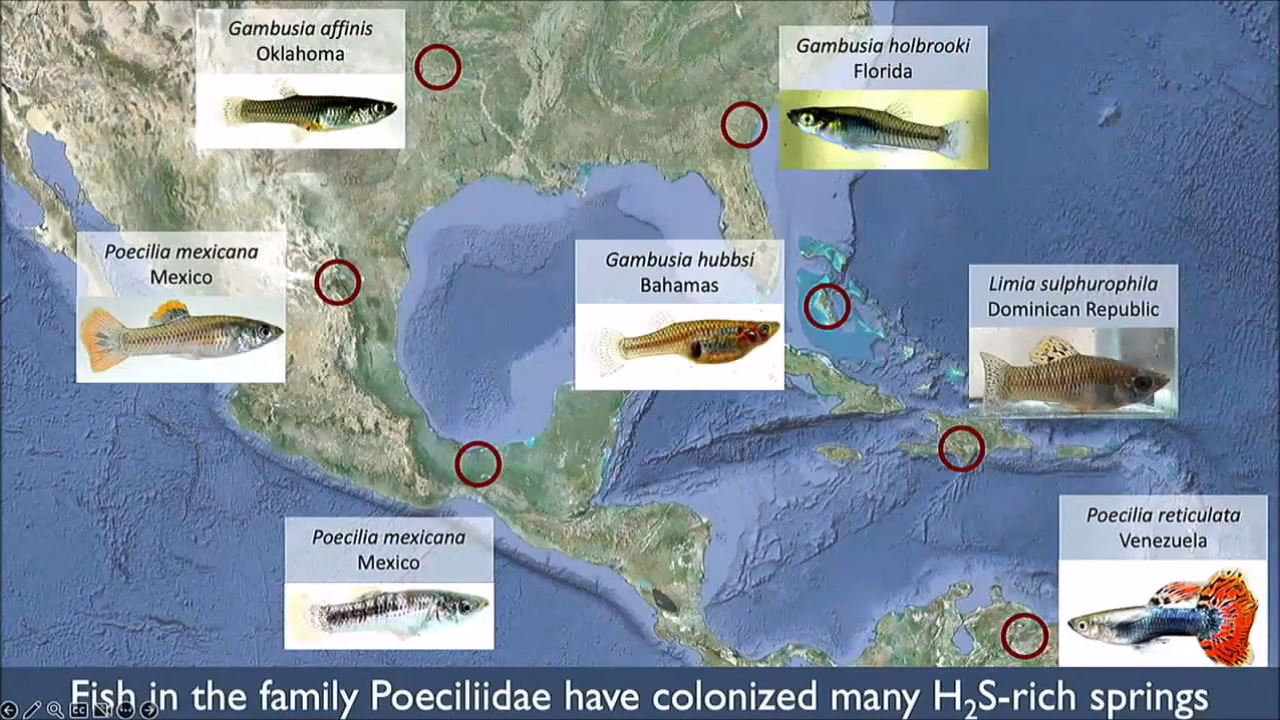 Gambusia affinis
Oklahoma
Gambusia holbrooki
Florida
Poecilia mexicana
Mexico
Gambusia hubbsi
Bahamas
Limia sulphurophila
Dominican Republic
Poecilia mexicana
Mexico
Poecilia reticulata
Venezuela
Fish in the family Poeciliidae have colonized many H₂S-rich springs